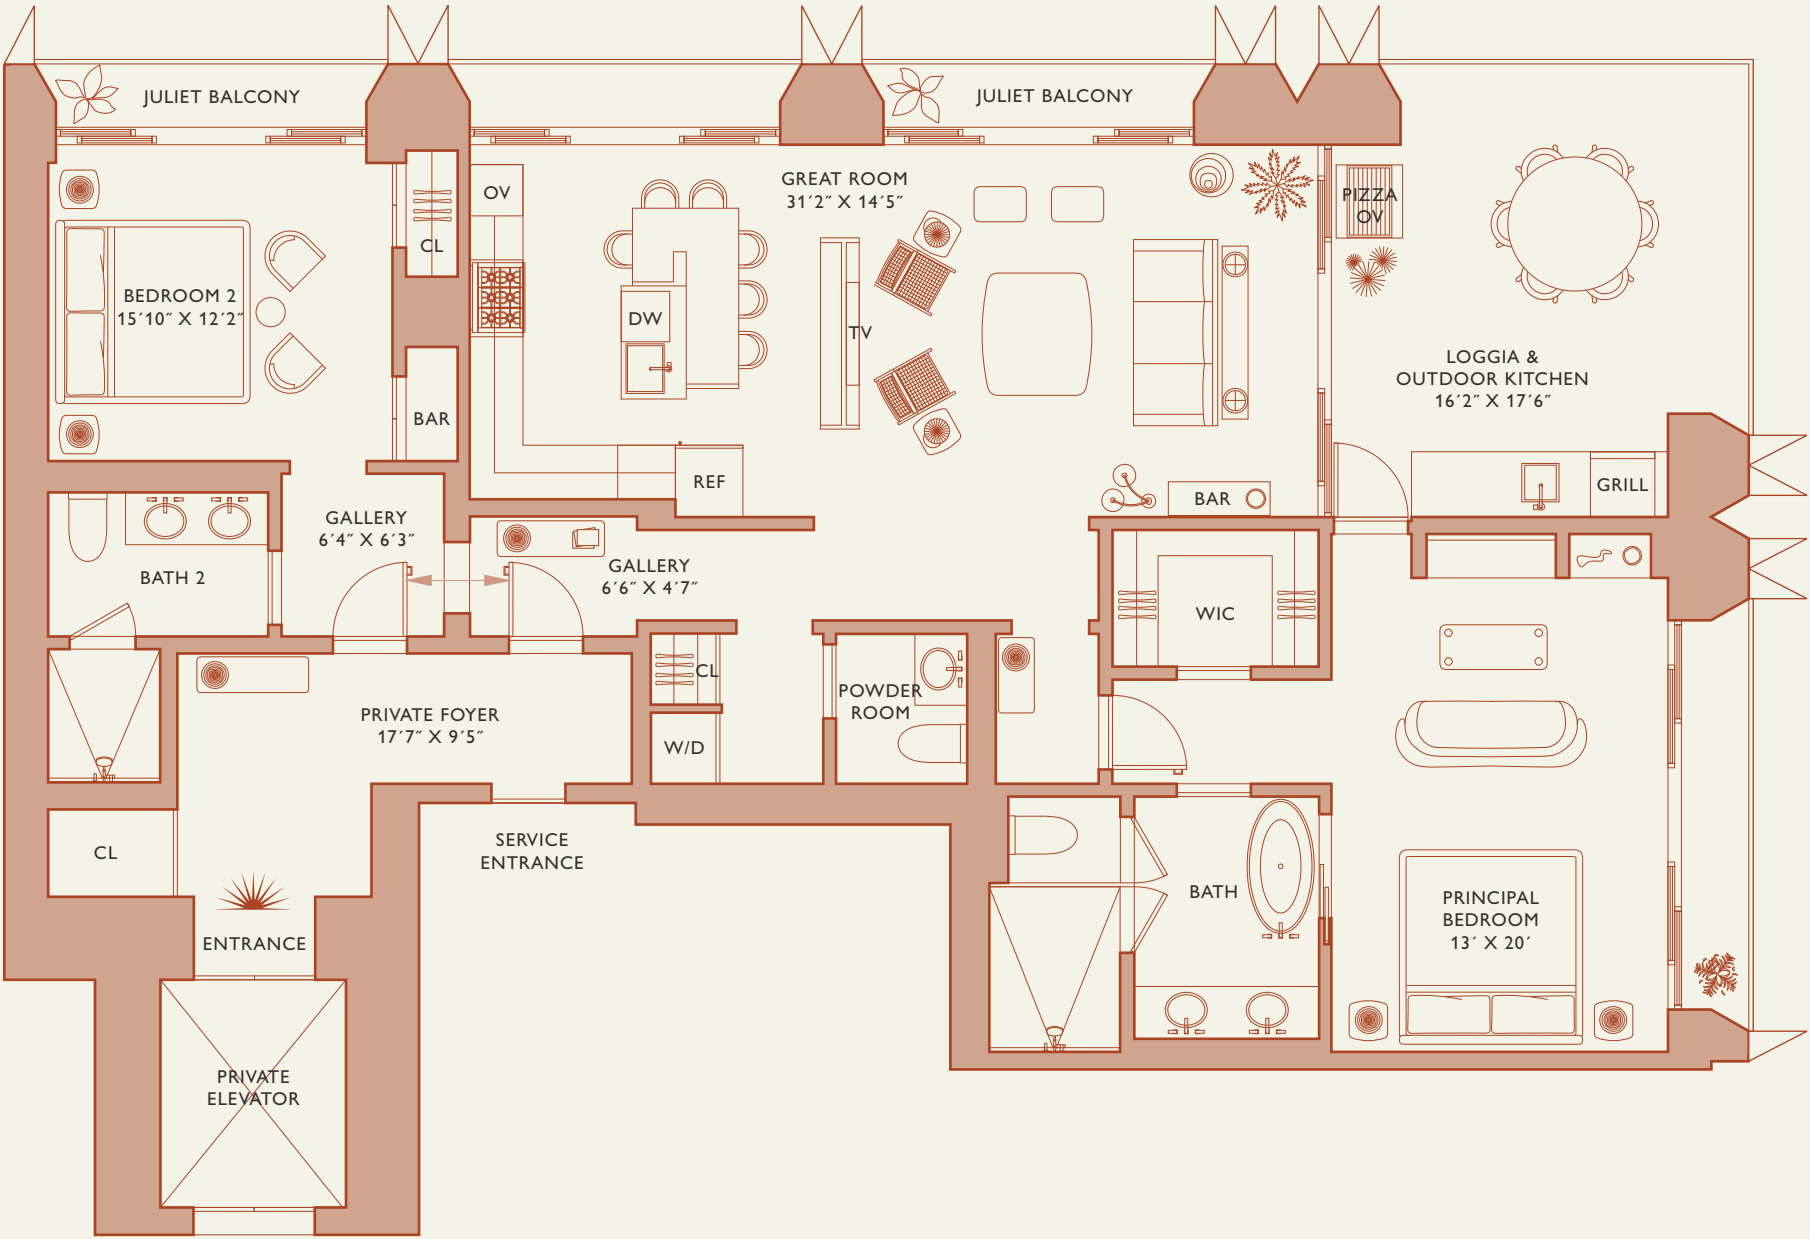 JULIET BALCONY
JULIET BALCONY
OV
GREAT ROOM
31´2˝ X 14´5˝
PIZZA
OV
CL
BEDROOM 2
15´10˝ X 12´2˝
DW
TV
LOGGIA &
OUTDOOR KITCHEN
16´2˝ X 17´6˝
BAR
REF
BAR
GRILL
GALLERY
6´4˝ X 6´3˝
BATH 2
GALLERY
6´6˝ X 4´7˝
WIC
CL
POWDER
ROOM
PRIVATE FOYER
17´7˝ X 9´5˝
W/D
CL
SERVICE
ENTRANCE
BATH
PRINCIPAL
BEDROOM
13´ X 20´
ENTRANCE
PRIVATE
ELEVATOR